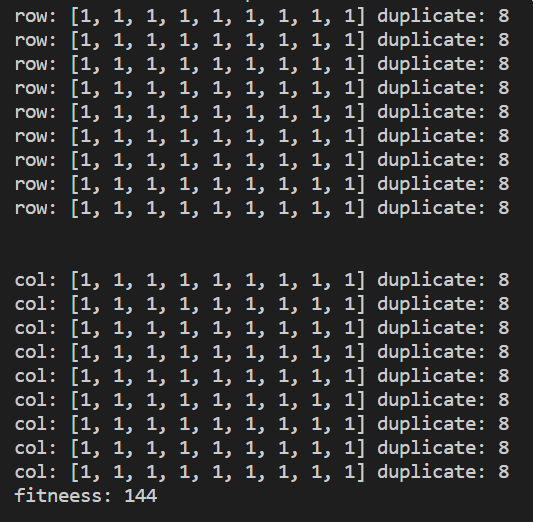 row: [1, 1, 1, 1, 1, 1, 1, 1, 1] duplicate: 8
row: [1, 1, 1, 1, 1, 1, 1, 1, 1] duplicate: 8
row: [1, 1, 1, 1, 1, 1, 1, 1, 1] duplicate: 8
row: [1, 1, 1, 1, 1, 1, 1, 1, 1] duplicate: 8
row: [1, 1, 1, 1, 1, 1, 1, 1, 1] duplicate: 8
row: [1, 1, 1, 1, 1, 1, 1, 1, 1] duplicate: 8
row: [1, 1, 1, 1, 1, 1, 1, 1, 1] duplicate: 8
row: [1, 1, 1, 1, 1, 1, 1, 1, 1] duplicate: 8
row: [1, 1, 1, 1, 1, 1, 1, 1, 1] duplicate: 8
col: [1, 1, 1, 1, 1, 1, 1, 1, 1] duplicate: 8
col: [1, 1, 1, 1, 1, 1, 1, 1, 1] duplicate: 8
col: [1, 1, 1, 1, 1, 1, 1, 1, 1] duplicate: 8
col: [1, 1, 1, 1, 1, 1, 1, 1, 1] duplicate: 8
col: [1, 1, 1, 1, 1, 1, 1, 1, 1] duplicate: 8
col: [1, 1, 1, 1, 1, 1, 1, 1, 1] duplicate: 8
col: [1, 1, 1, 1, 1, 1, 1, 1, 1] duplicate: 8
col: [1, 1, 1, 1, 1, 1, 1, 1, 1] duplicate: 8
col: [1, 1, 1, 1, 1, 1, 1, 1, 1] duplicate: 8
fitneess: 144